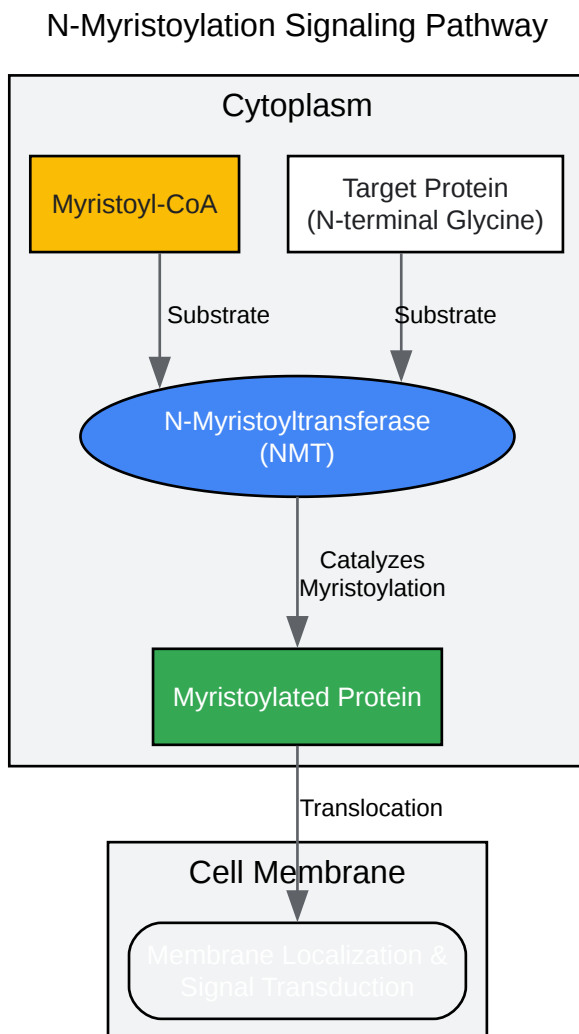 N-Myristoylation Signaling Pathway
Cytoplasm
Myristoyl-CoA
Target Protein
(N-terminal Glycine)
Substrate
Substrate
N-Myristoyltransferase
(NMT)
Catalyzes
Myristoylation
Myristoylated Protein
Translocation
Cell Membrane
Membrane Localization &
Signal Transduction